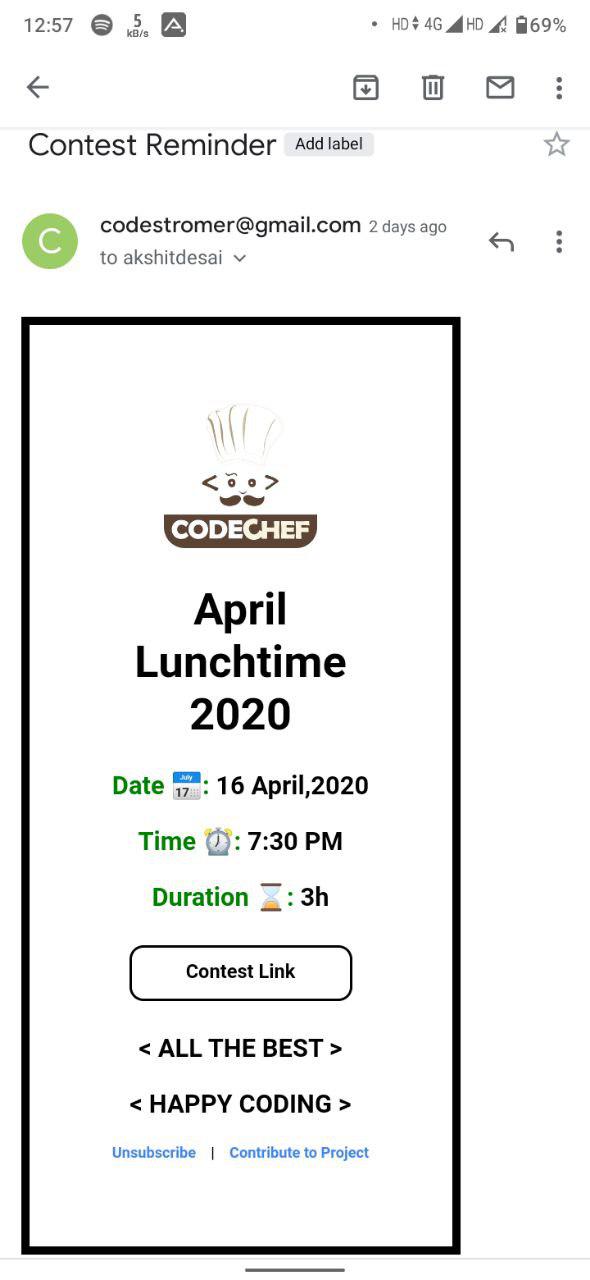 12:57 5 kB/s HD 4G HD 69%
Contest Reminder Add label
C
codestromer@gmail.com 2 days ago
to akshitdesai
CODECHEF
April
Lunchtime
2020
Date July 17 : 16 April,2020
Time : 7:30 PM
Duration : 3h
Contest Link
< ALL THE BEST >
< HAPPY CODING >
Unsubscribe | Contribute to Project